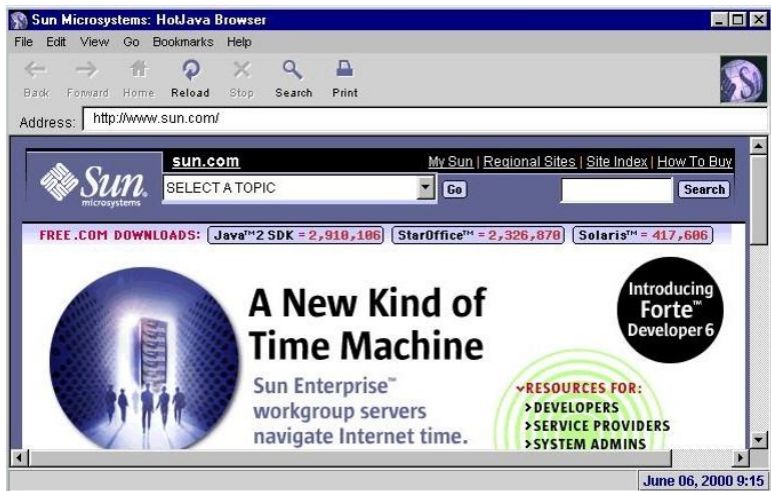 Sun Microsystems: HotJava Browser
File Edit View Go Bookmarks Help
Back Forward Home Reload Stop Search Print
Address: http://www.sun.com/
sun.com My Sun | Regional Sites | Site Index | How To Buy
Sun microsystems
SELECT A TOPIC Go Search
FREE .COM DOWNLOADS: Java™2 SDK = 2,910,106 StarOffice™ = 2,326,870 Solaris™ = 417,606
A New Kind of
Time Machine
Sun Enterprise™
workgroup servers
navigate Internet time.
Introducing
Forte™
Developer 6
RESOURCES FOR:
>DEVELOPERS
>SERVICE PROVIDERS
>SYSTEM ADMINS
June 06, 2000 9:15